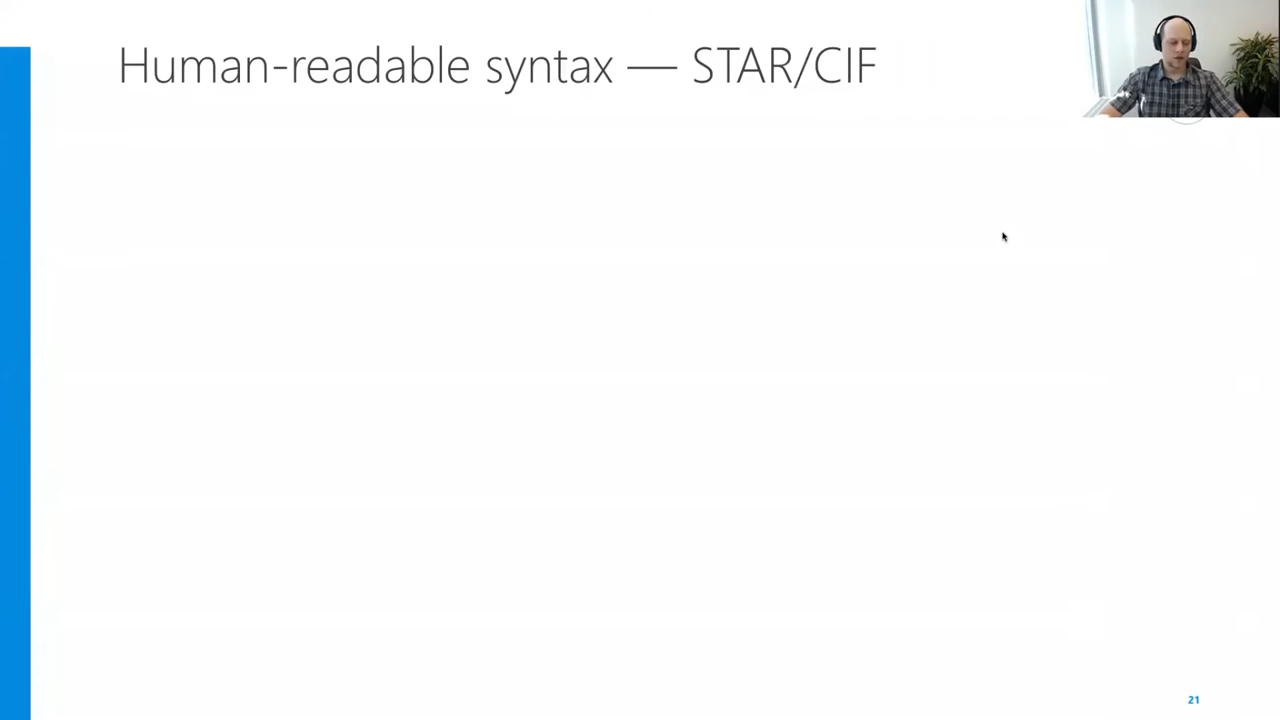 Human-readable syntax — STAR/CIF
21